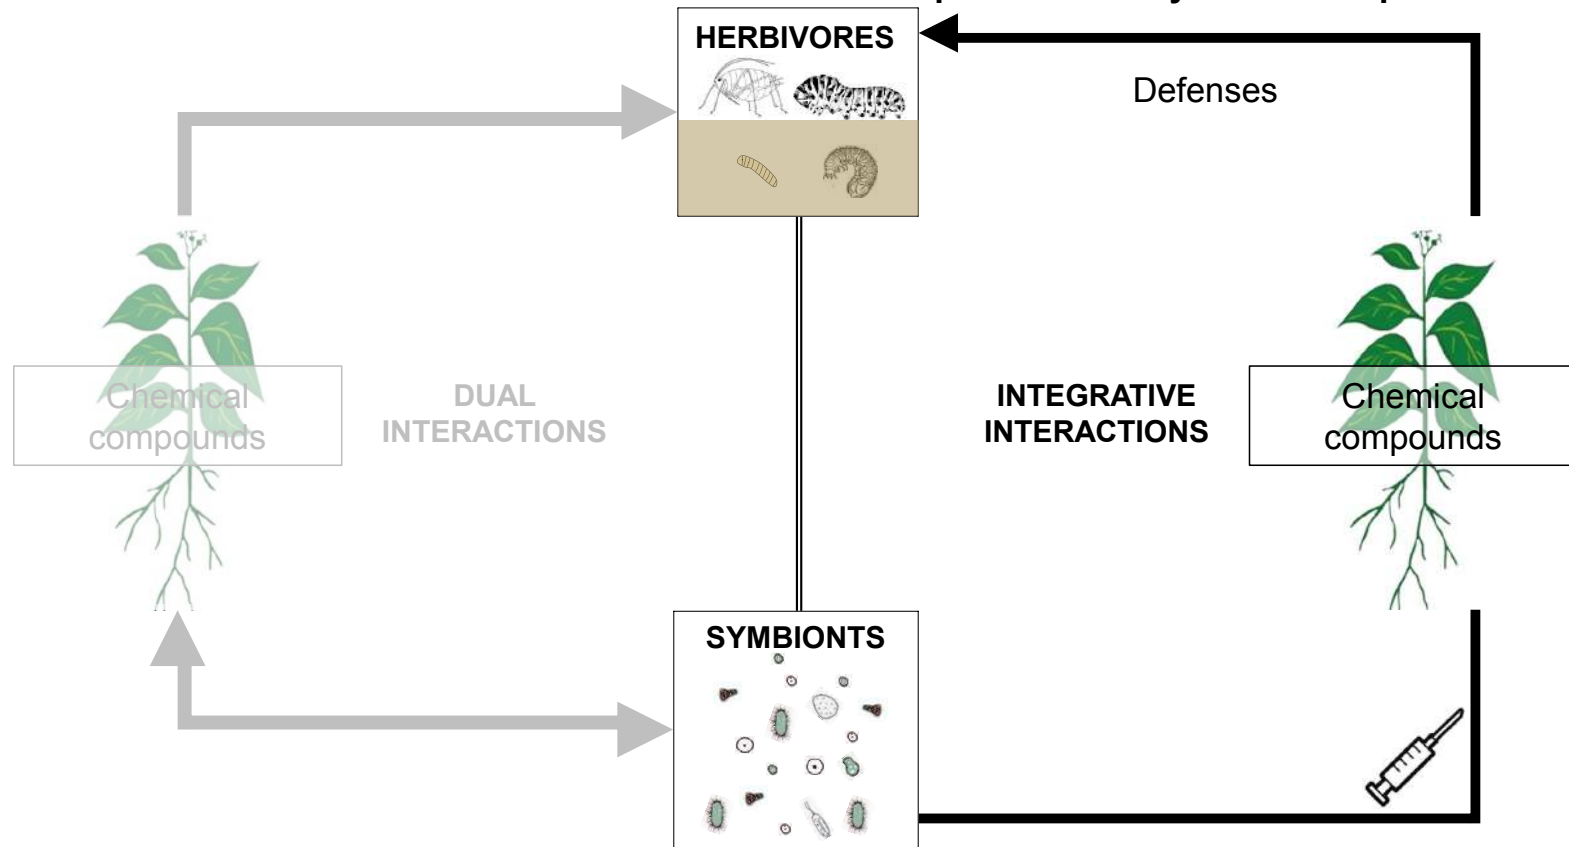 HERBIVORES
Defenses
Chemical
compounds
DUAL
INTERACTIONS
INTEGRATIVE
INTERACTIONS
Chemical
compounds
SYMBIONTS